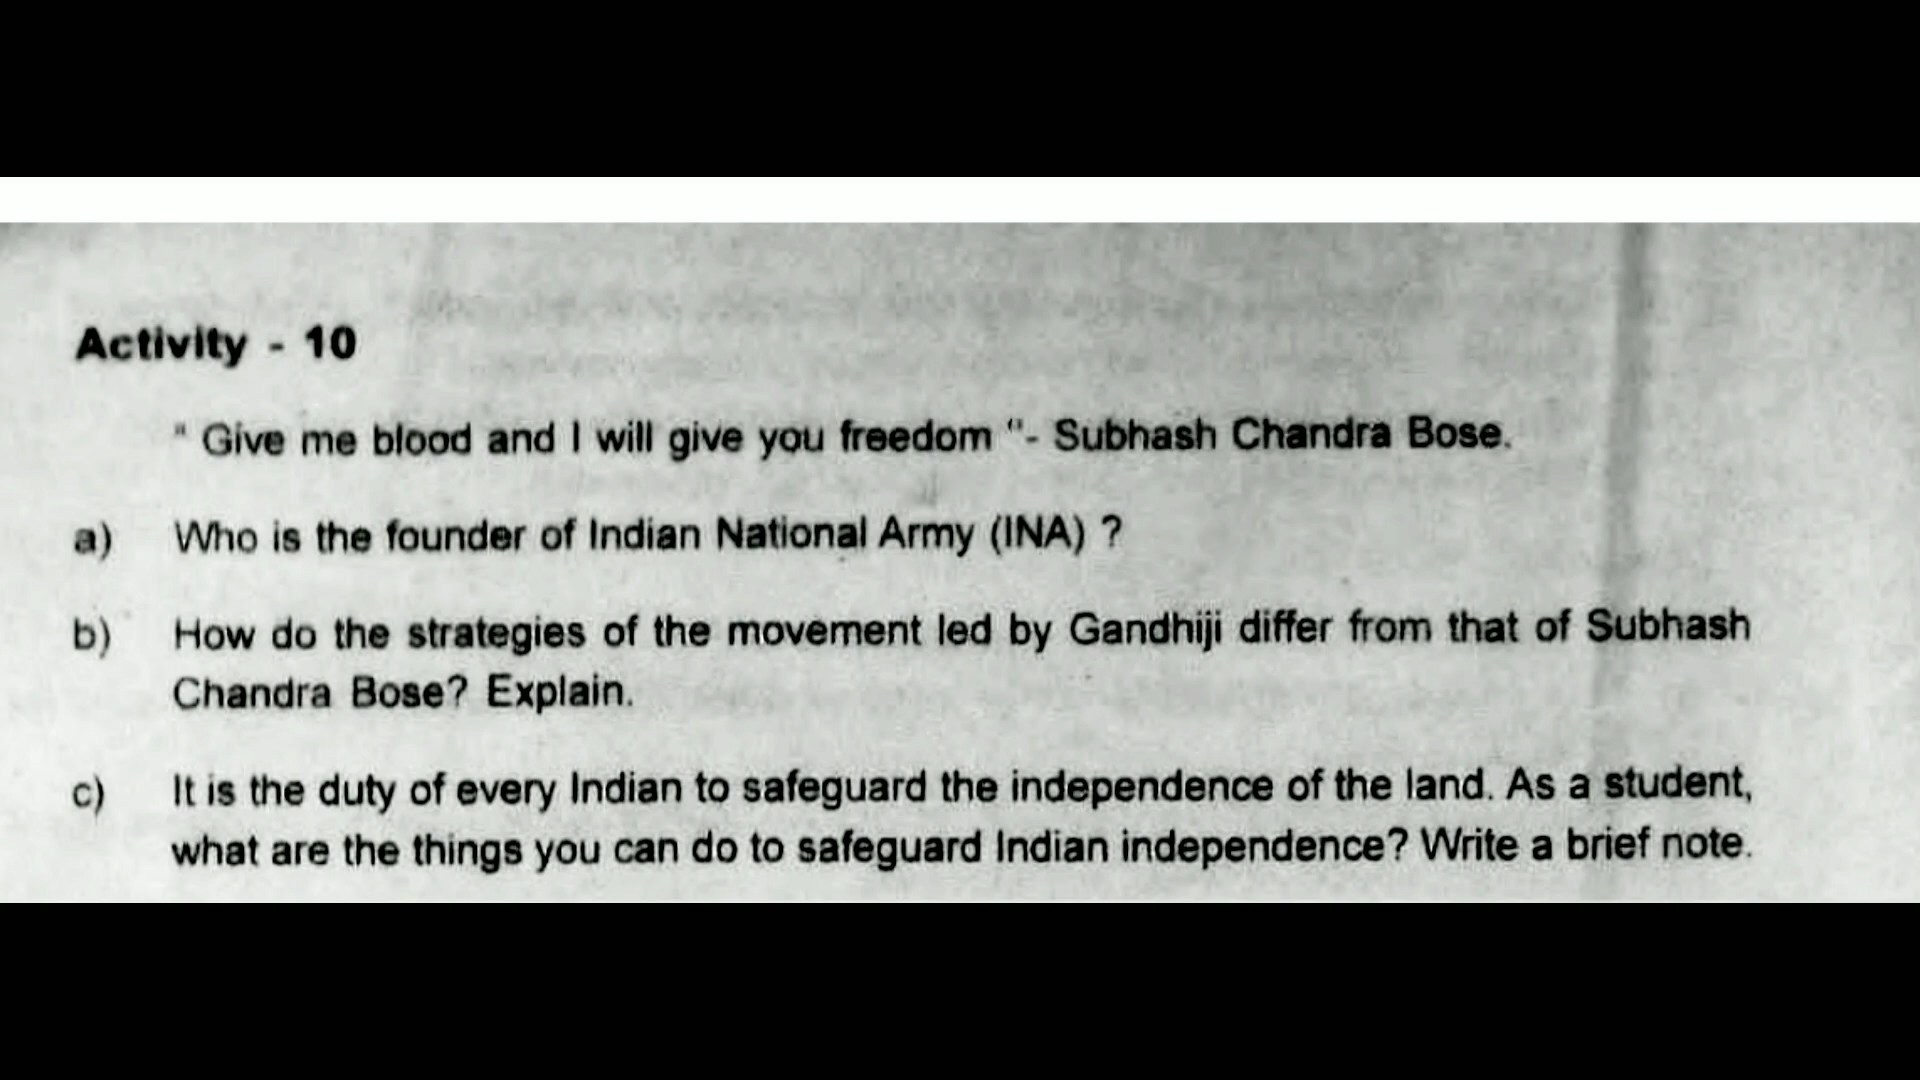 Activity - 10
" Give me blood and I will give you freedom "- Subhash Chandra Bose.
a) Who is the founder of Indian National Army (INA) ?
b) How do the strategies of the movement led by Gandhiji differ from that of Subhash
Chandra Bose? Explain.
c) It is the duty of every Indian to safeguard the independence of the land. As a student,
what are the things you can do to safeguard Indian independence? Write a brief note.